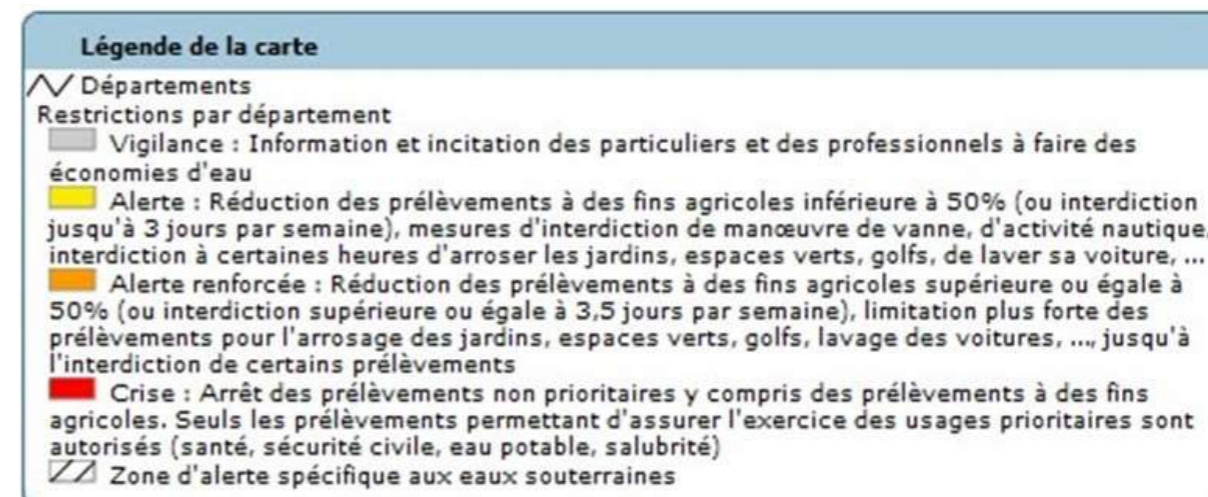 Légende de la carte
Départements
Restrictions par département
Vigilance : Information et incitation des particuliers et des professionnels à faire des
économies d'eau
Alerte : Réduction des prélèvements à des fins agricoles inférieure à 50% (ou interdiction
jusqu'à 3 jours par semaine), mesures d'interdiction de manœuvre de vanne, d'activité nautique,
interdiction à certaines heures d'arroser les jardins, espaces verts, golfs, de laver sa voiture, ...
Alerte renforcée : Réduction des prélèvements à des fins agricoles supérieure ou égale à
50% (ou interdiction supérieure ou égale à 3,5 jours par semaine), limitation plus forte des
prélèvements pour l'arrosage des jardins, espaces verts, golfs, lavage des voitures, ..., jusqu'à
l'interdiction de certains prélèvements
Crise : Arrêt des prélèvements non prioritaires y compris des prélèvements à des fins
agricoles. Seuls les prélèvements permettant d'assurer l'exercice des usages prioritaires sont
autorisés (santé, sécurité civile, eau potable, salubrité)
Zone d'alerte spécifique aux eaux souterraines